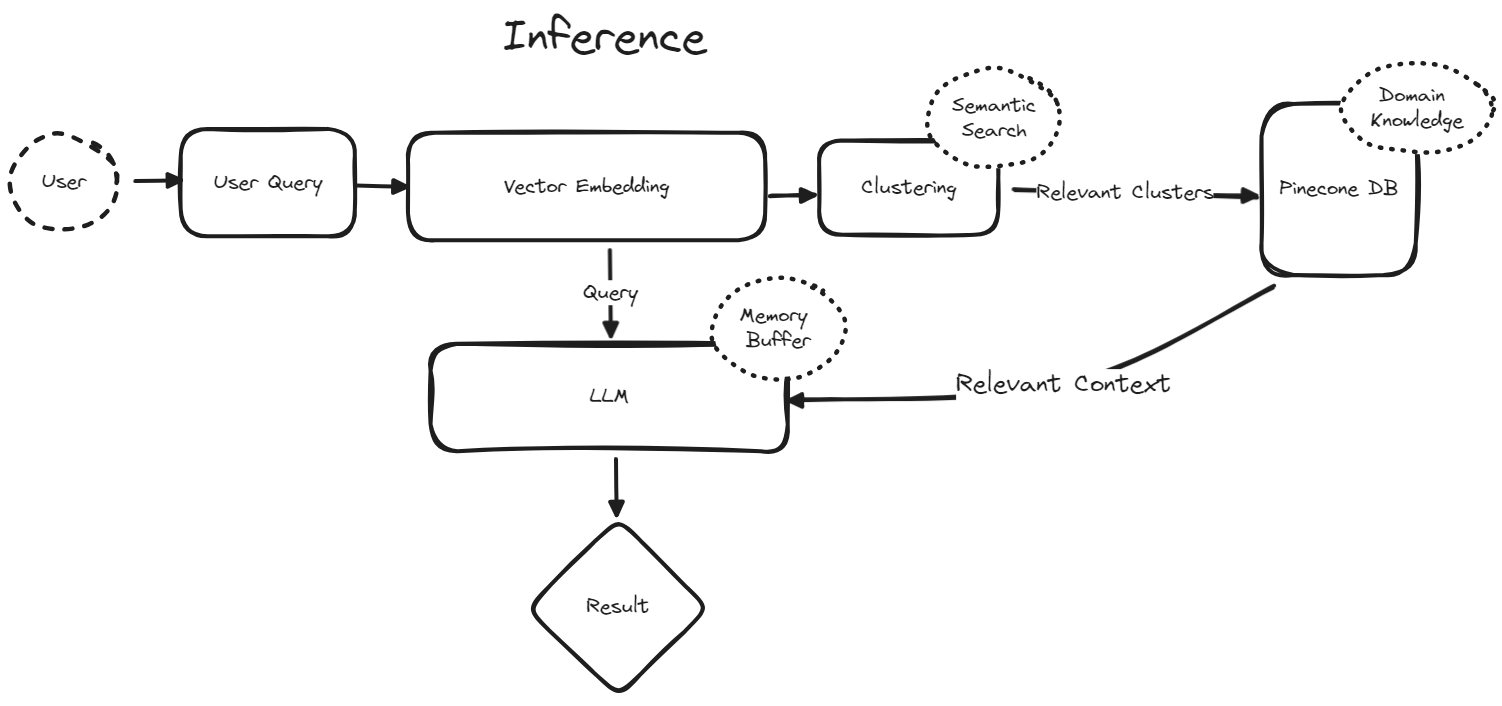 Inference
User
User Query
Vector Embedding
Clustering
Semantic
Search
Relevant Clusters
Pinecone DB
Domain
Knowledge
Query
Memory
Buffer
LLM
Relevant Context
Result